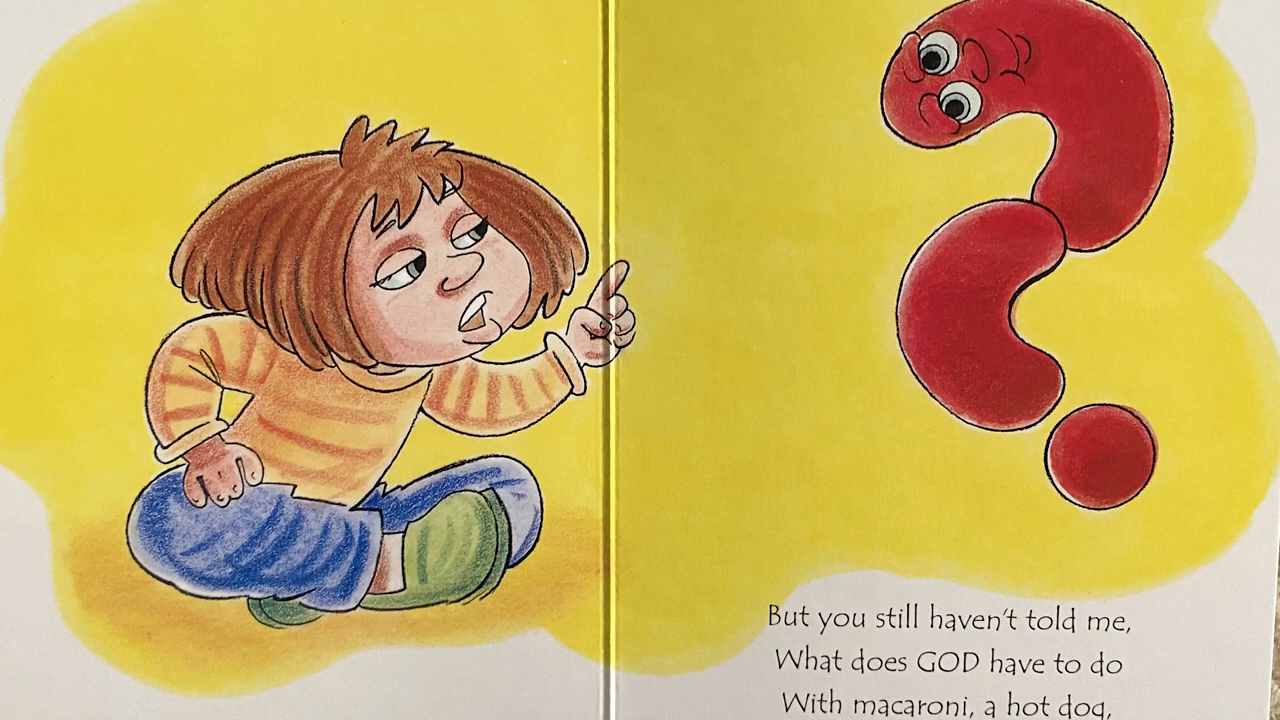 But you still haven't told me,
What does GOD have to do
With macaroni, a hot dog,